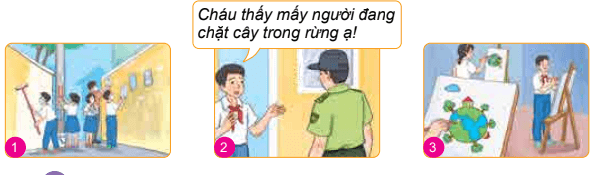 Cháu thấy mấy người đang
chặt cây trong rừng ạ!
1
2
3